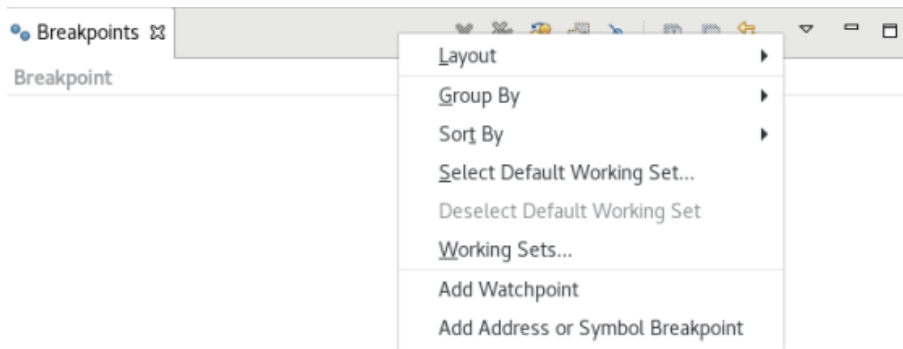 Breakpoints
Breakpoint
Layout
Group By
Sort By
Select Default Working Set...
Deselect Default Working Set
Working Sets...
Add Watchpoint
Add Address or Symbol Breakpoint